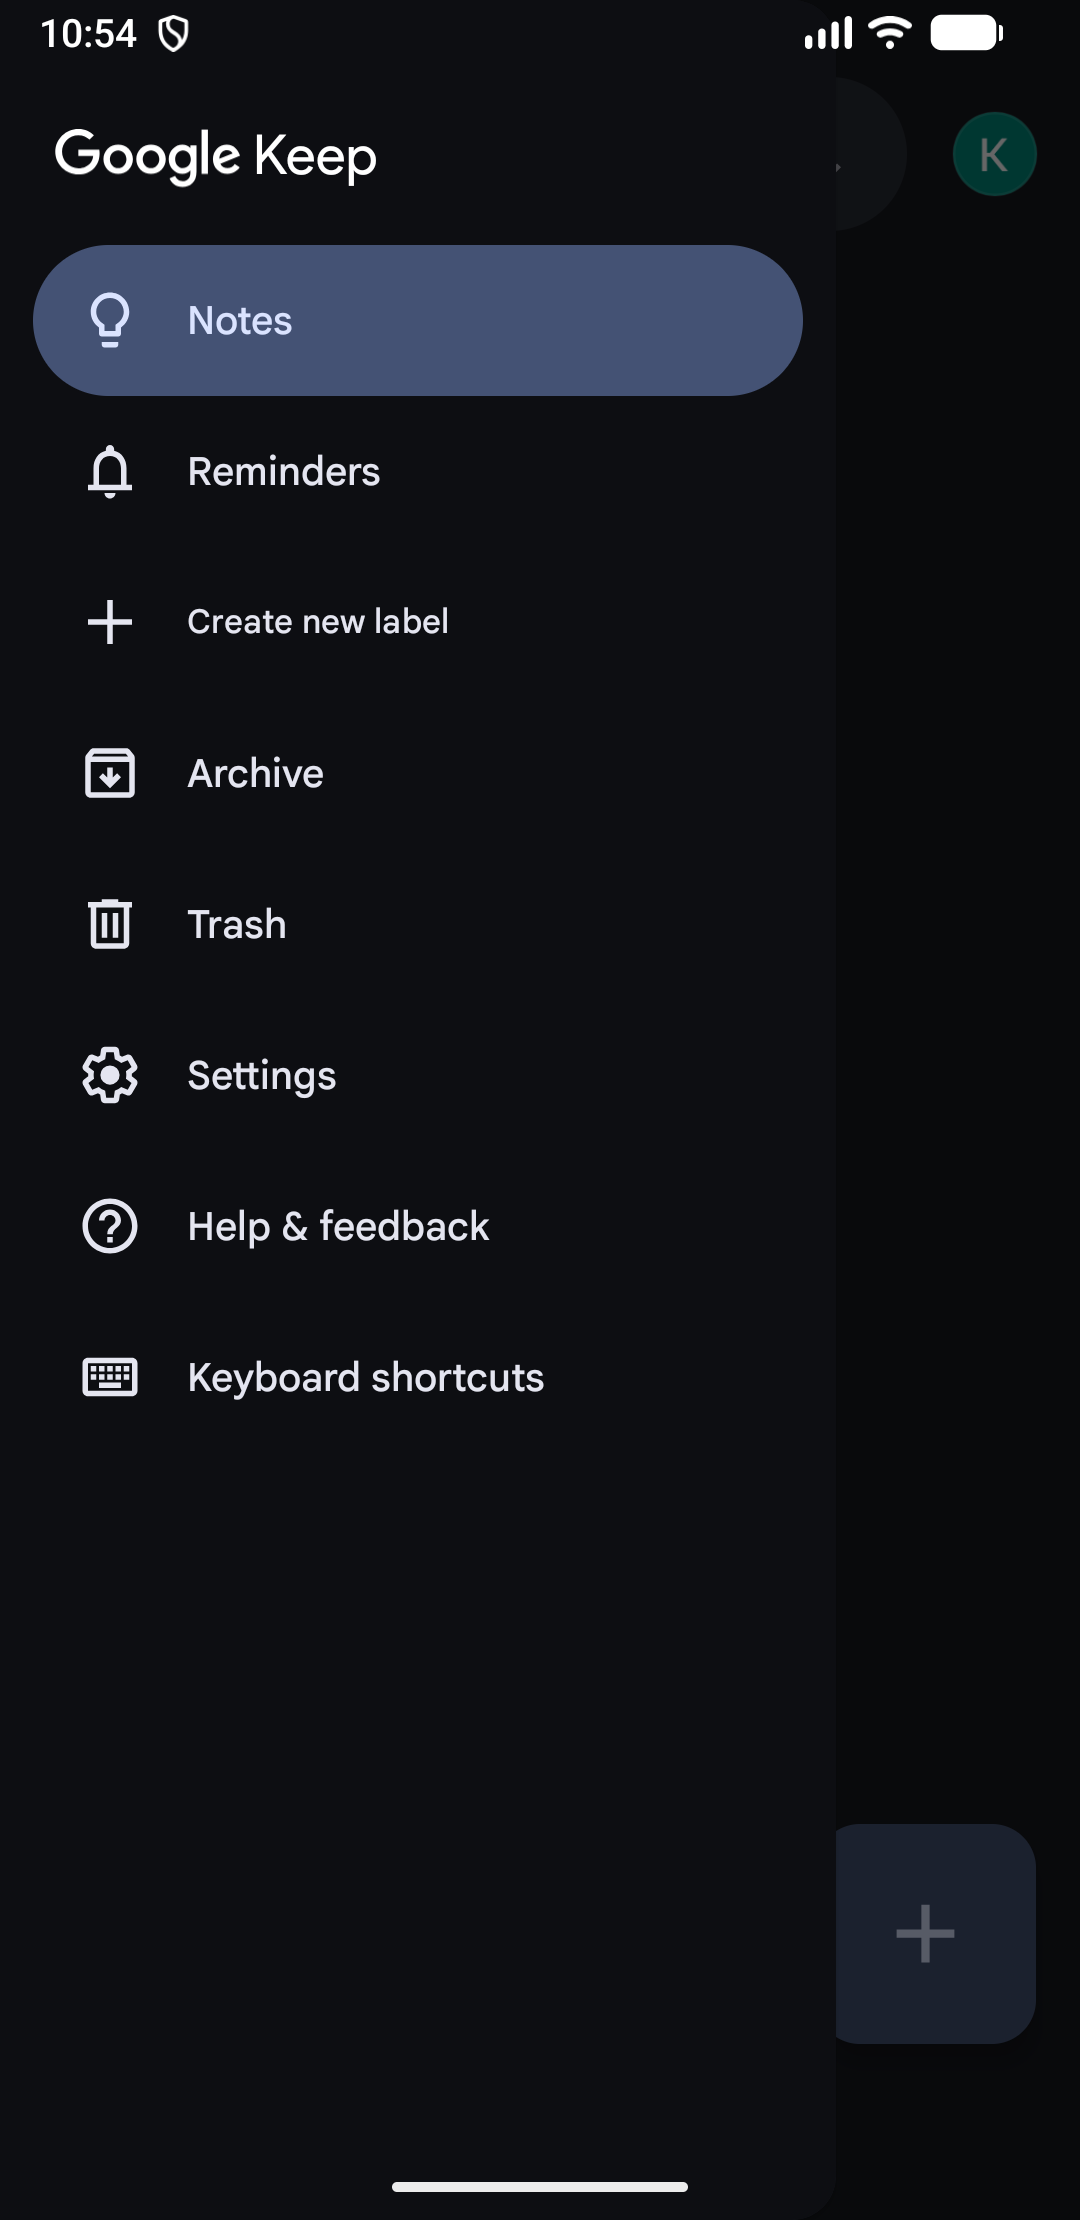 10:54
Google Keep
K
Notes
Reminders
Create new label
Archive
Trash
Settings
Help & feedback
Keyboard shortcuts